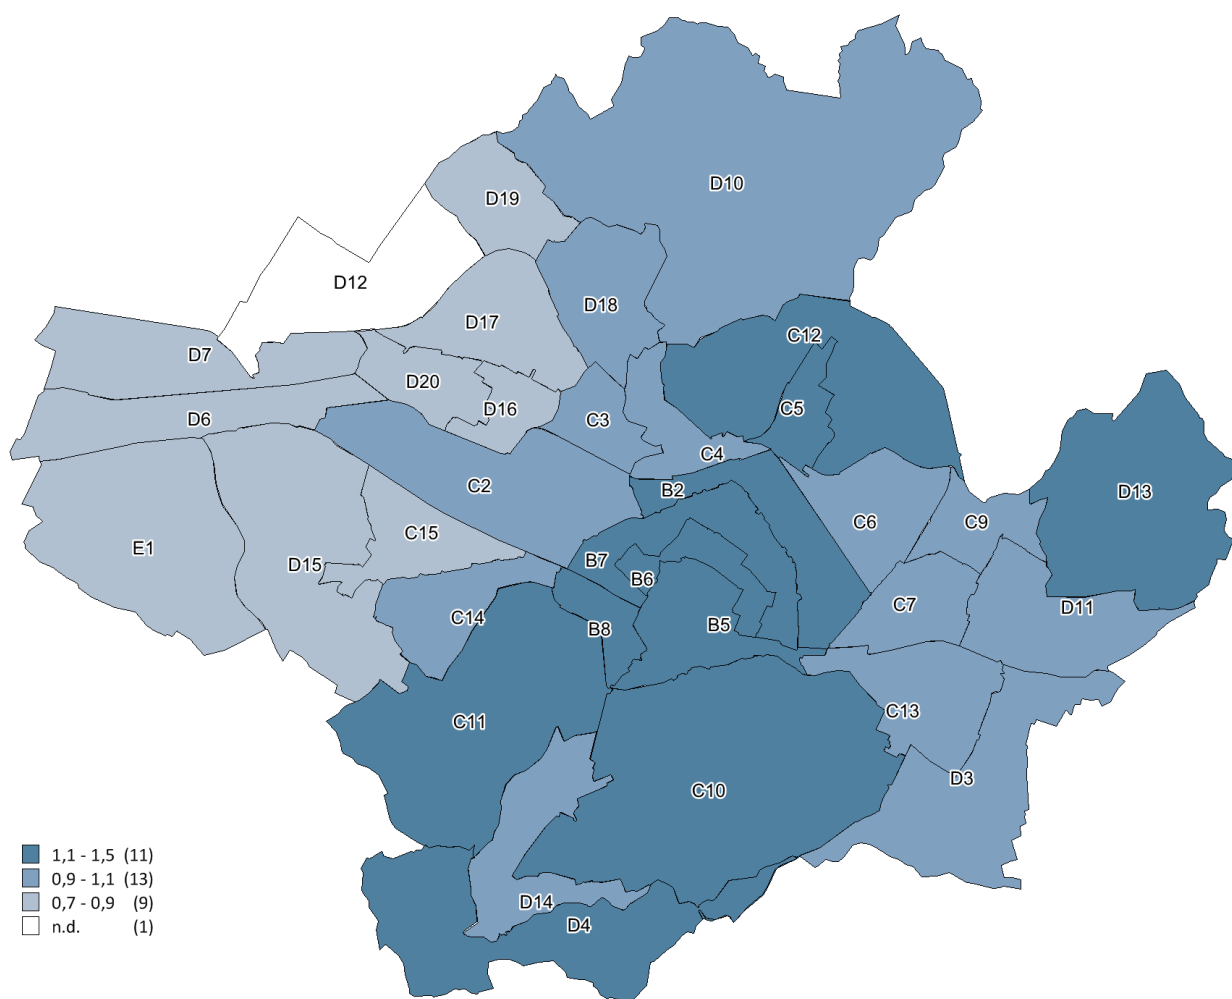 D10
D19
D12
D18
D17
C12
D7
D20
C5
D16
D6
C3
C4
C2
B2
D13
C6
C9
C15
E1
B7
D15
B6
C7
D11
C14
B5
B8
C13
C11
D3
C10
D14
D4
1,1 - 1,5 (11)
0,9 - 1,1 (13)
0,7 - 0,9 (9)
n.d. (1)